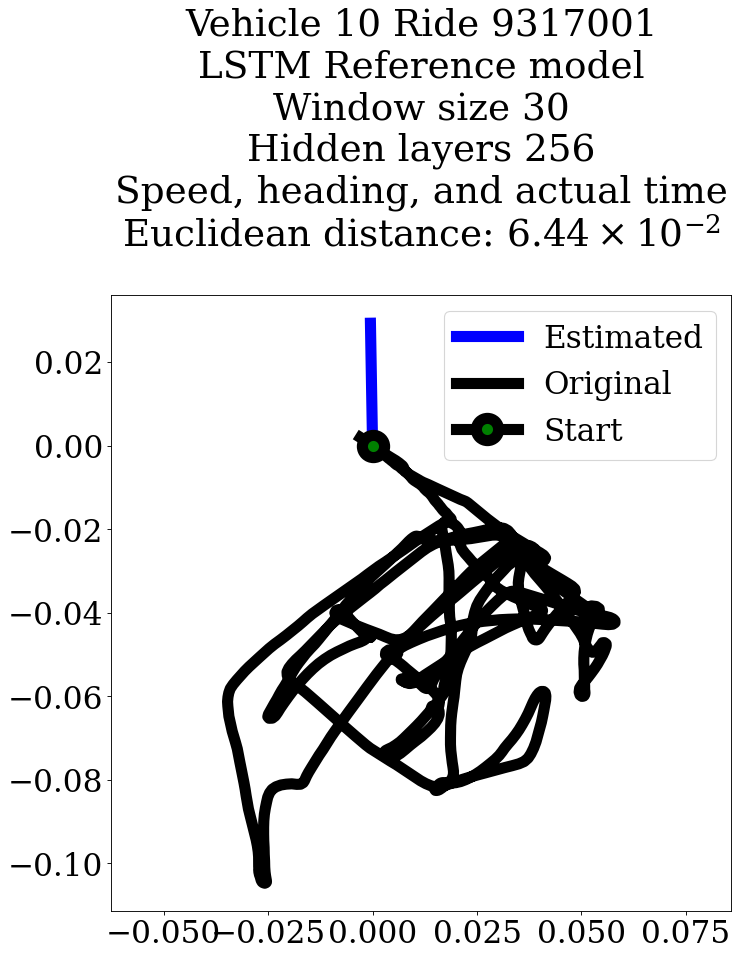 Vehicle 10 Ride 9317001
LSTM Reference model
Window size 30
Hidden layers 256
Speed, heading, and actual time
Euclidean distance: 6.44 × 10⁻²
Estimated
Original
Start
0.02
0.00
−0.02
−0.04
−0.06
−0.08
−0.10
−0.050 −0.025 0.000 0.025 0.050 0.075